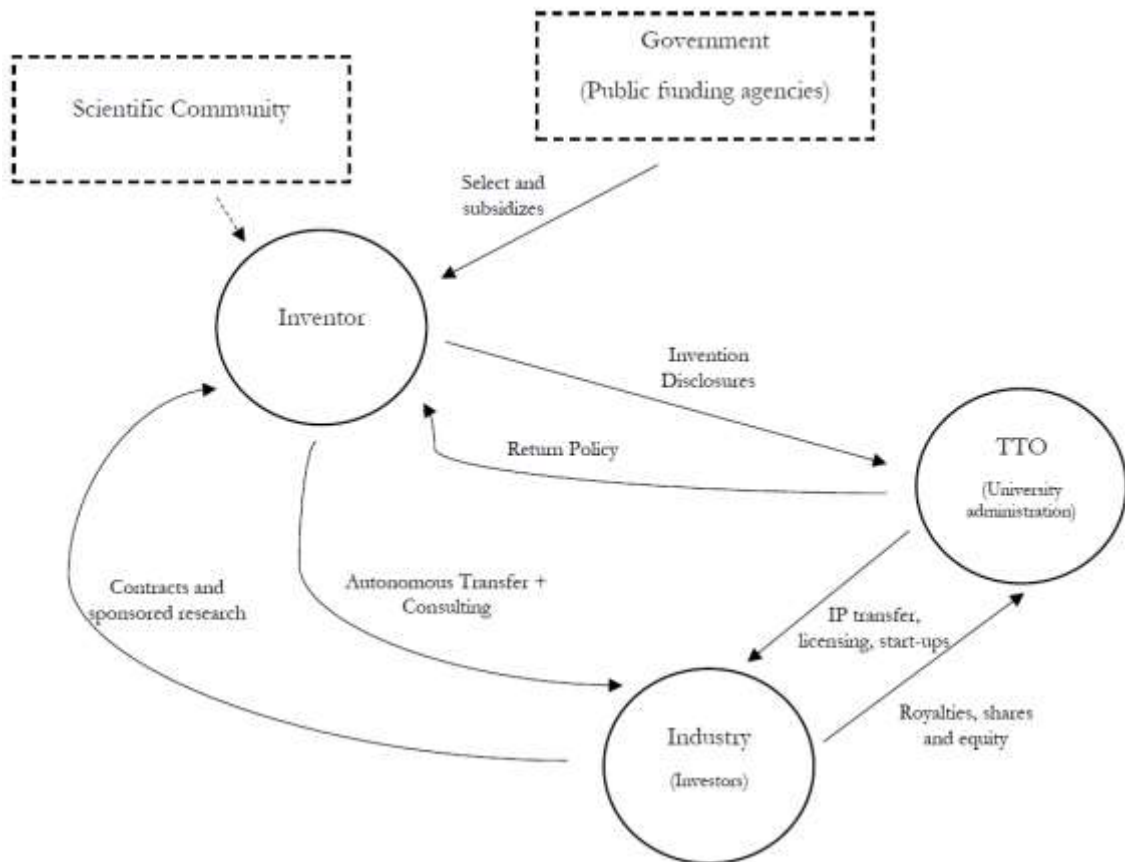 Government
(Public funding agencies)
Scientific Community
Select and
subsidizes
Inventor
Invention
Disclosures
Return Policy
TTO
(University
administration)
Contracts and
sponsored research
Autonomous Transfer +
Consulting
IP transfer,
licensing, start-ups
Royalties, shares
and equity
Industry
(Investors)